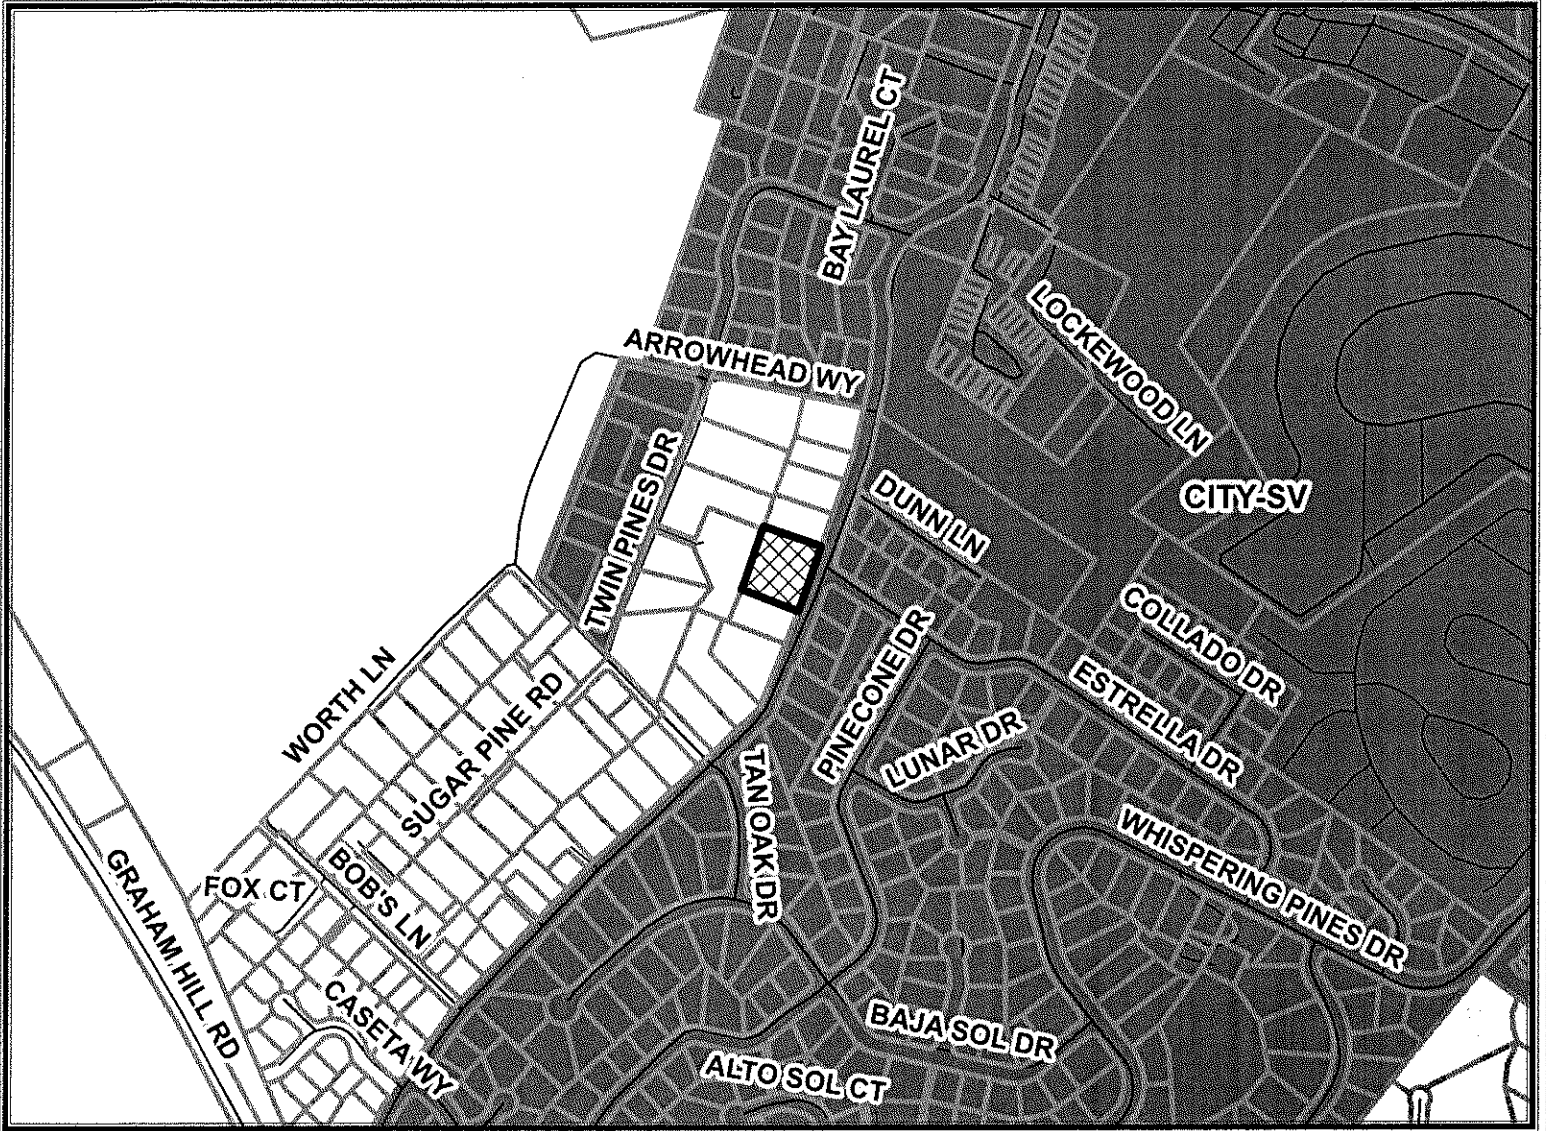 BAY LAUREL CT
LOCKEWOOD LN
ARROWHEAD WY
TWIN PINES DR
DUNN LN
CITY-SV
COLLADO DR
ESTRELLA DR
PINECONE DR
LUNAR DR
WORTH LN
SUGAR PINE RD
TAN OAK DR
WHISPERING PINES DR
GRAHAM HILL RD
FOX CT
BOB'S LN
CASETA WY
BAJA SOL DR
ALTO SOL CT